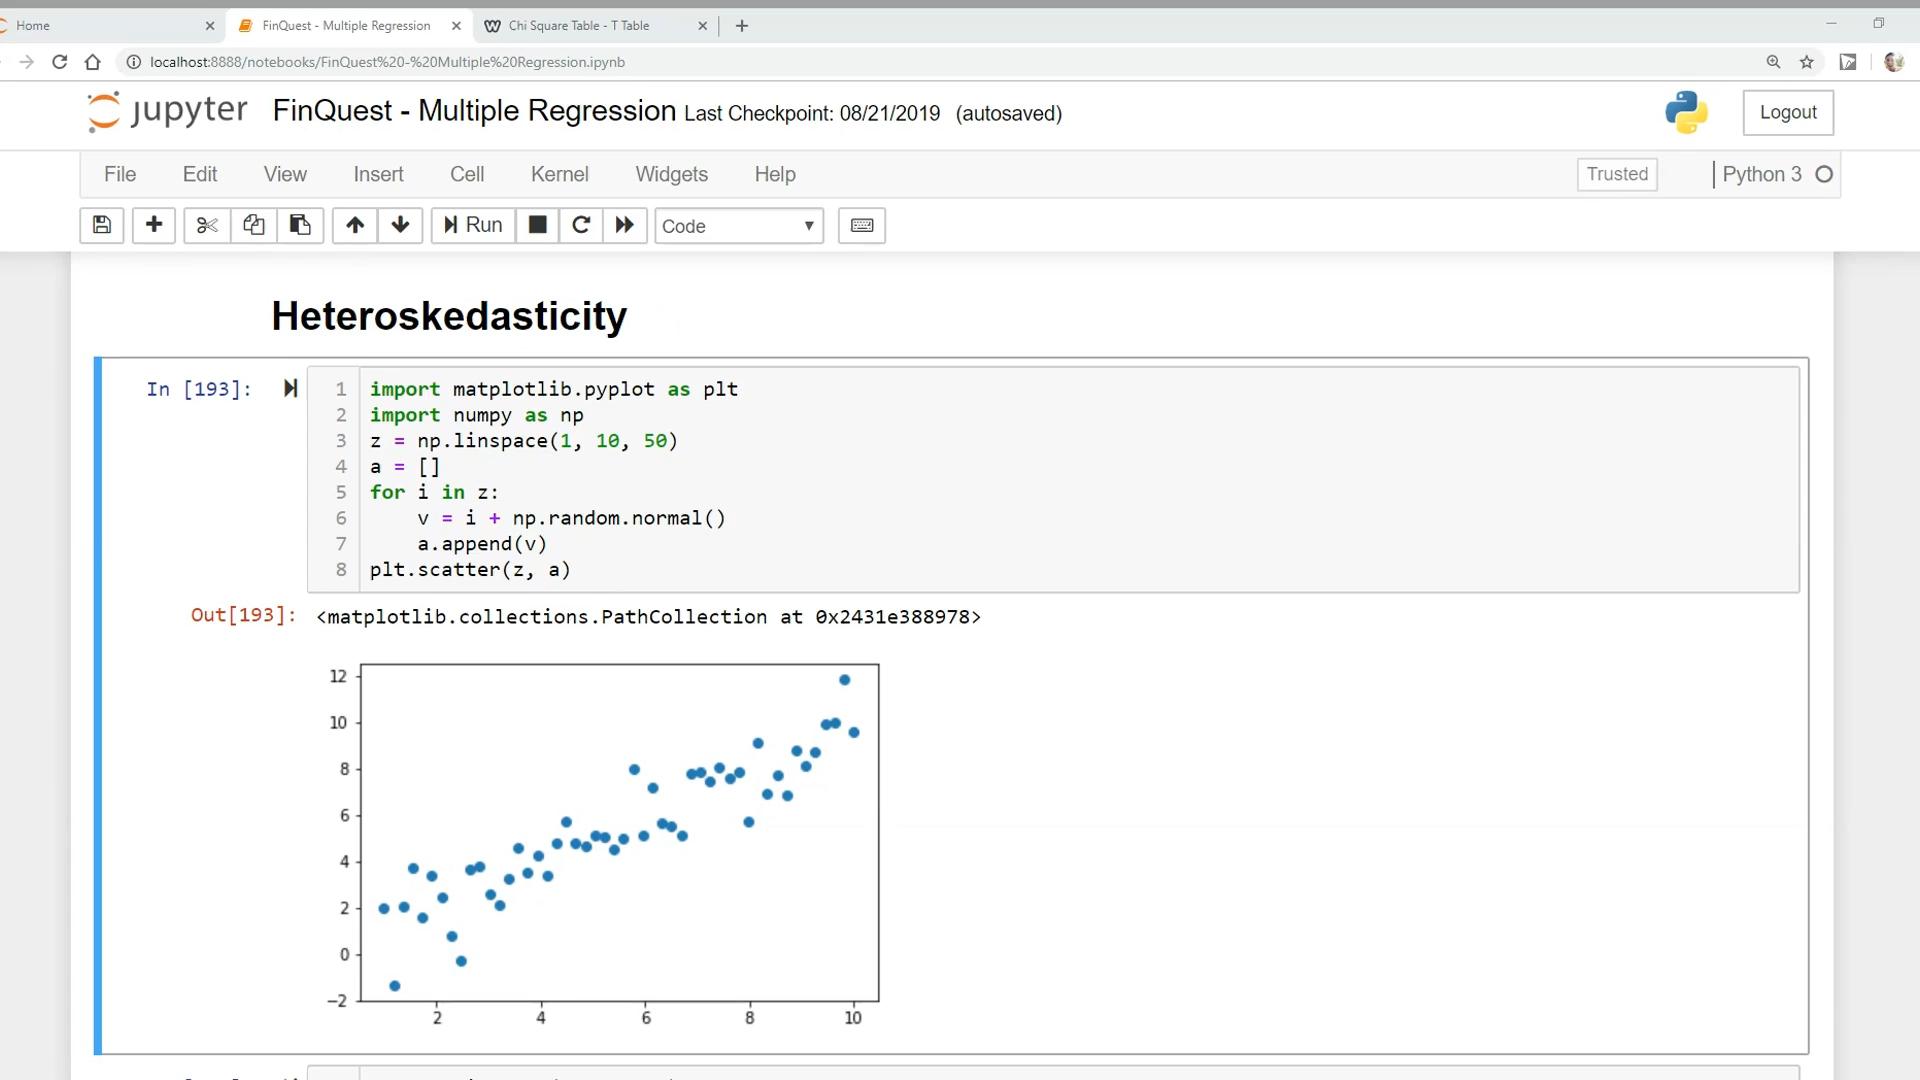 Home
FinQuest - Multiple Regression
Chi Square Table - T Table
localhost:8888/notebooks/FinQuest%20-%20Multiple%20Regression.ipynb
jupyter FinQuest - Multiple Regression Last Checkpoint: 08/21/2019 (autosaved)
Logout
File Edit View Insert Cell Kernel Widgets Help
Trusted
Python 3
Run
Code
Heteroskedasticity
In [193]:
1 import matplotlib.pyplot as plt
2 import numpy as np
3 z = np.linspace(1, 10, 50)
4 a = []
5 for i in z:
6 v = i + np.random.normal()
7 a.append(v)
8 plt.scatter(z, a)
Out[193]: <matplotlib.collections.PathCollection at 0x2431e388978>
12
10
8
6
4
2
0
−2
2 4 6 8 10